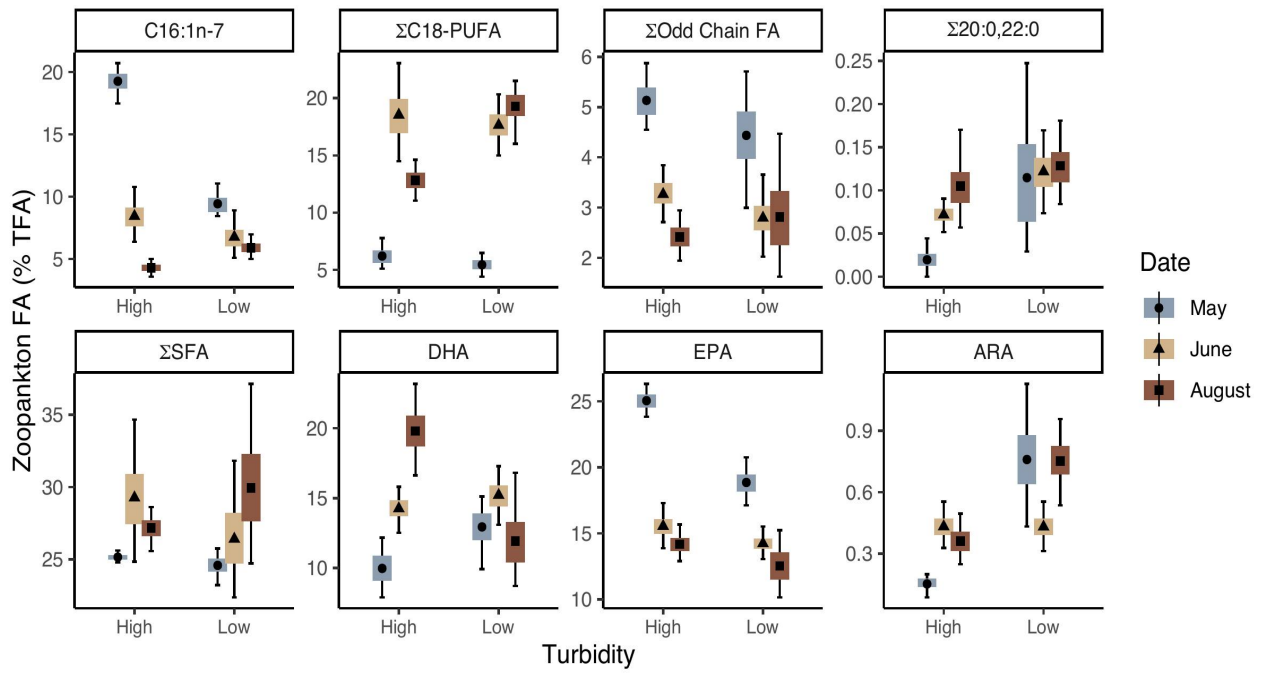 C16:1n-7
ΣC18-PUFA
ΣOdd Chain FA
Σ20:0,22:0
20
15
10
5
High
Low
20
15
10
5
High
Low
6
5
4
3
2
High
Low
0.25
0.20
0.15
0.10
0.05
0.00
High
Low
Zoopankton FA (% TFA)
ΣSFA
DHA
EPA
ARA
35
30
25
High
Low
20
15
10
High
Low
25
20
15
10
High
Low
0.9
0.6
0.3
High
Low
Turbidity
Date
May
June
August